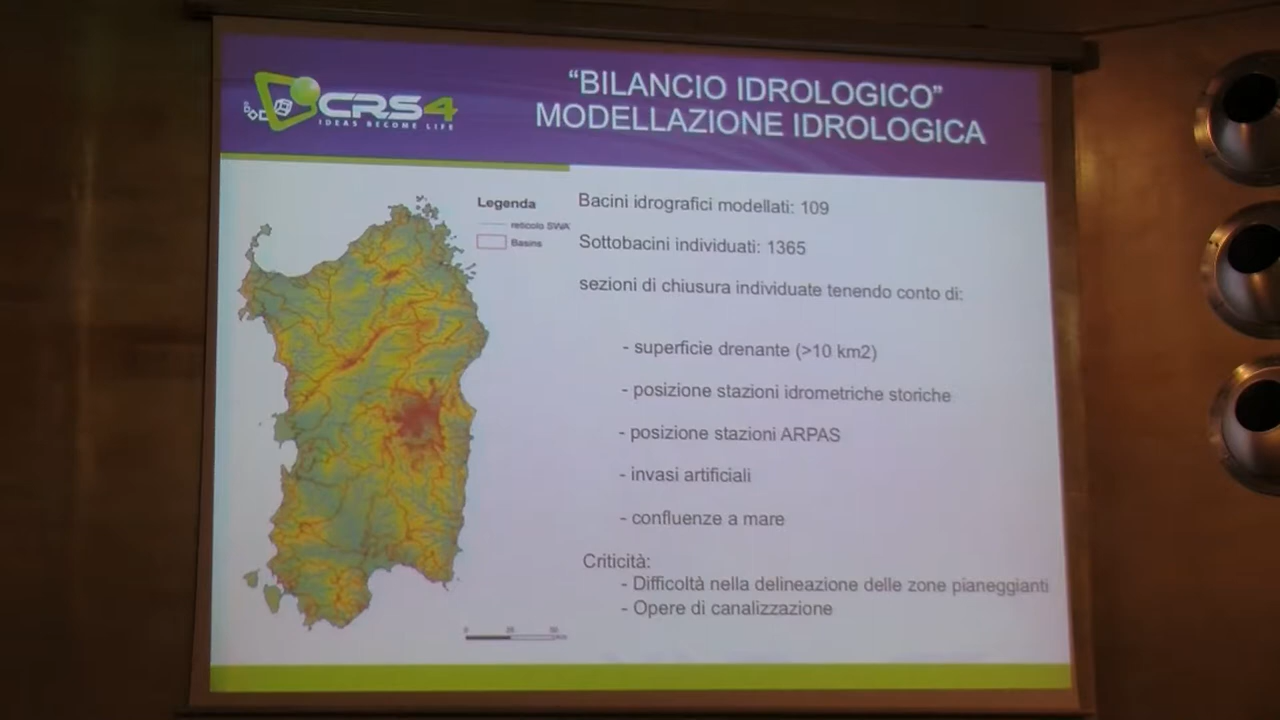 CRS4
IDEAS BECOME LIFE
“BILANCIO IDROLOGICO”
MODELLAZIONE IDROLOGICA
Legenda
reticolo SWA
Basins
Bacini idrografici modellati: 109
Sottobacini individuati: 1365
sezioni di chiusura individuate tenendo conto di:
- superficie drenante (>10 km2)
- posizione stazioni idrometriche storiche
- posizione stazioni ARPAS
- invasi artificiali
- confluenze a mare
Criticità:
- Difficoltà nella delineazione delle zone pianeggianti
- Opere di canalizzazione